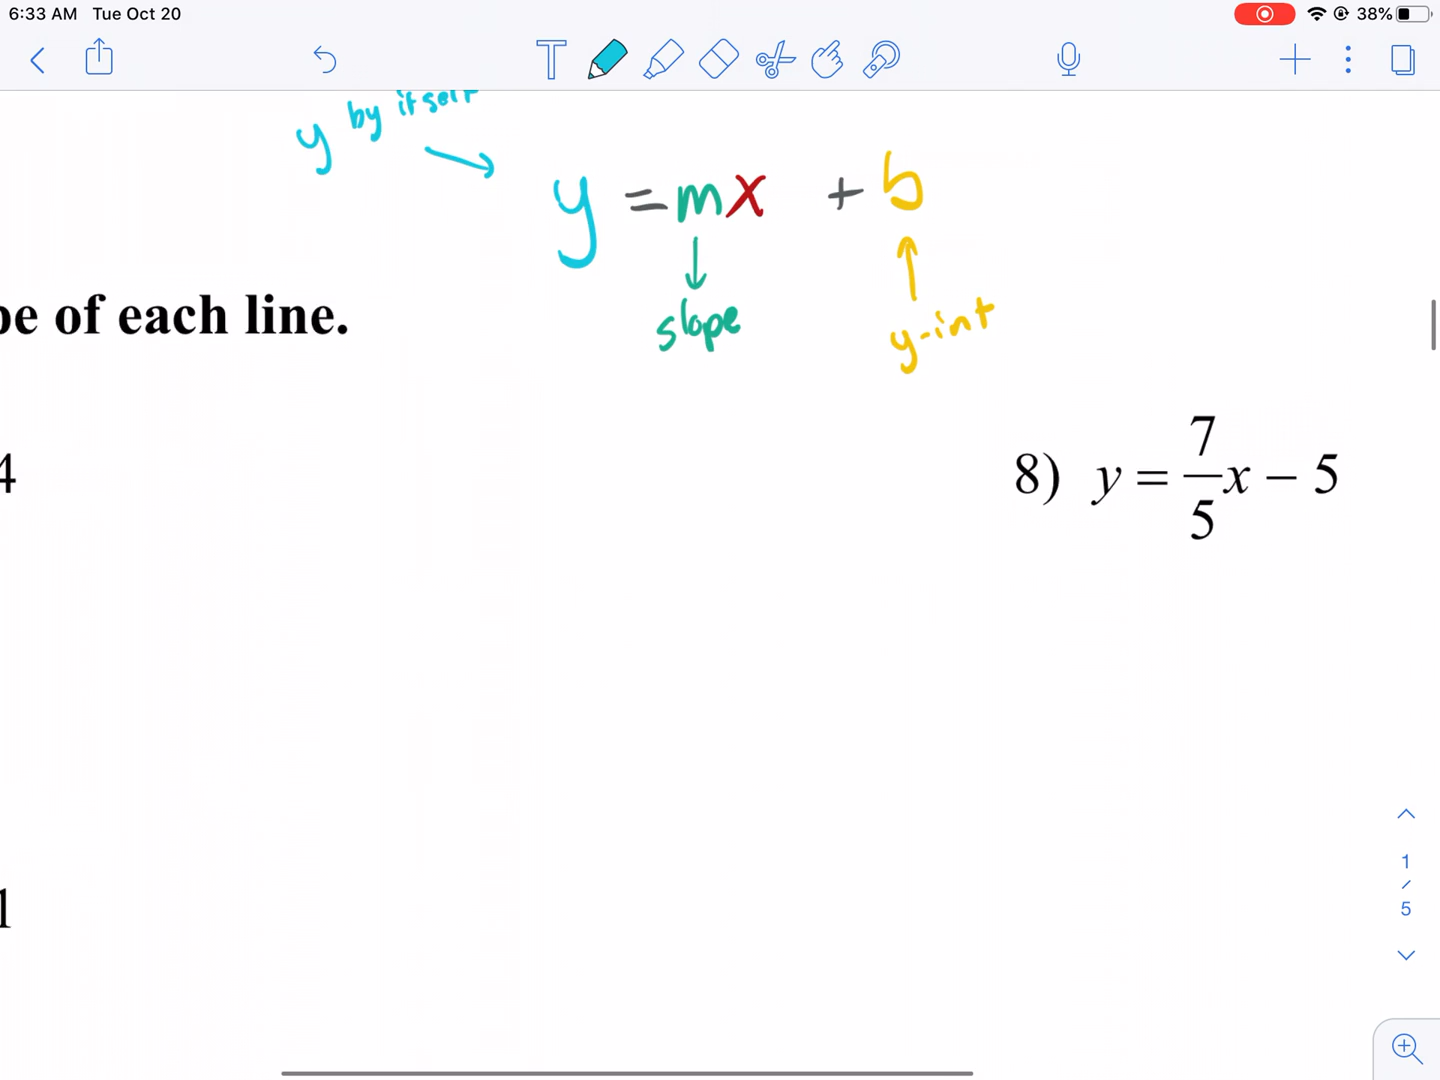 6:33 AM Tue Oct 20
38%
y by itself
y = mx + b
slope
y-int
of each line.
4
8) y = 7/5 x − 5
1
1
/
5